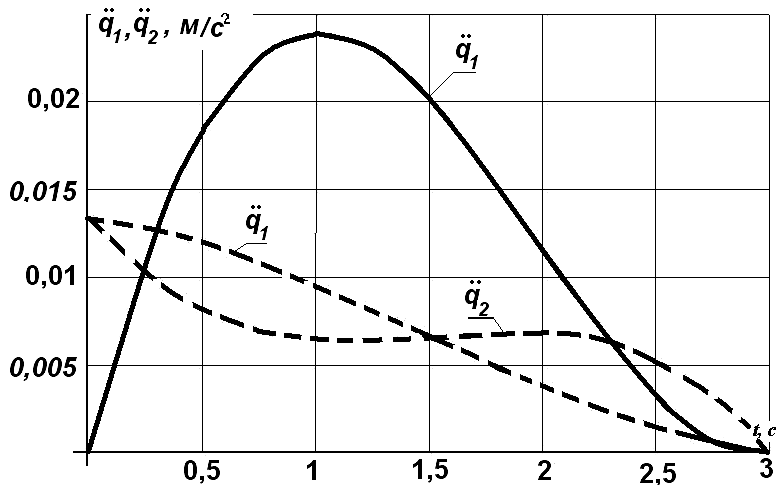 q̈₁, q̈₂, м/с²
q̈₁
0,02
0.015
q̈₁
0,01
q̈₂
0,005
t, c
0,5 1 1,5 2 2,5 3